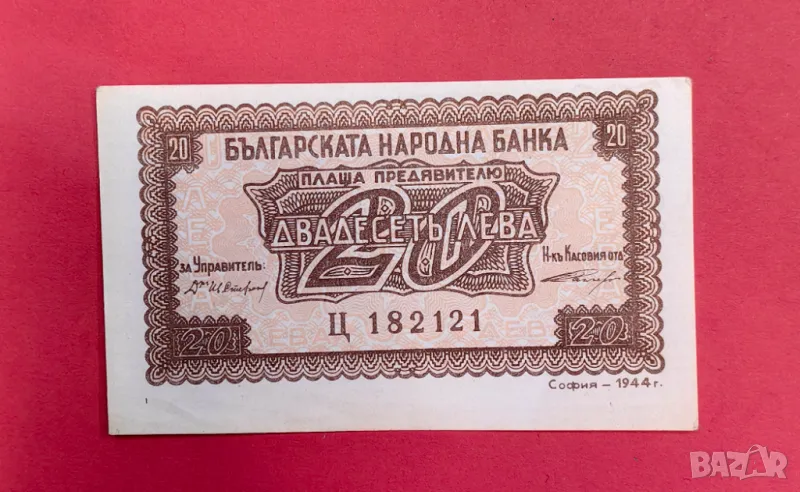 20 20
БЪЛГАРСКАТА НАРОДНА БАНКА
ПЛАЩА ПРЕДЯВИТЕЛЮ
20
ДВАДЕСЕТЬ ЛЕВА
за Управитель: Н-къ Касовия отд.
Ц 182121
20 20
София – 1944 г.
BAZAR